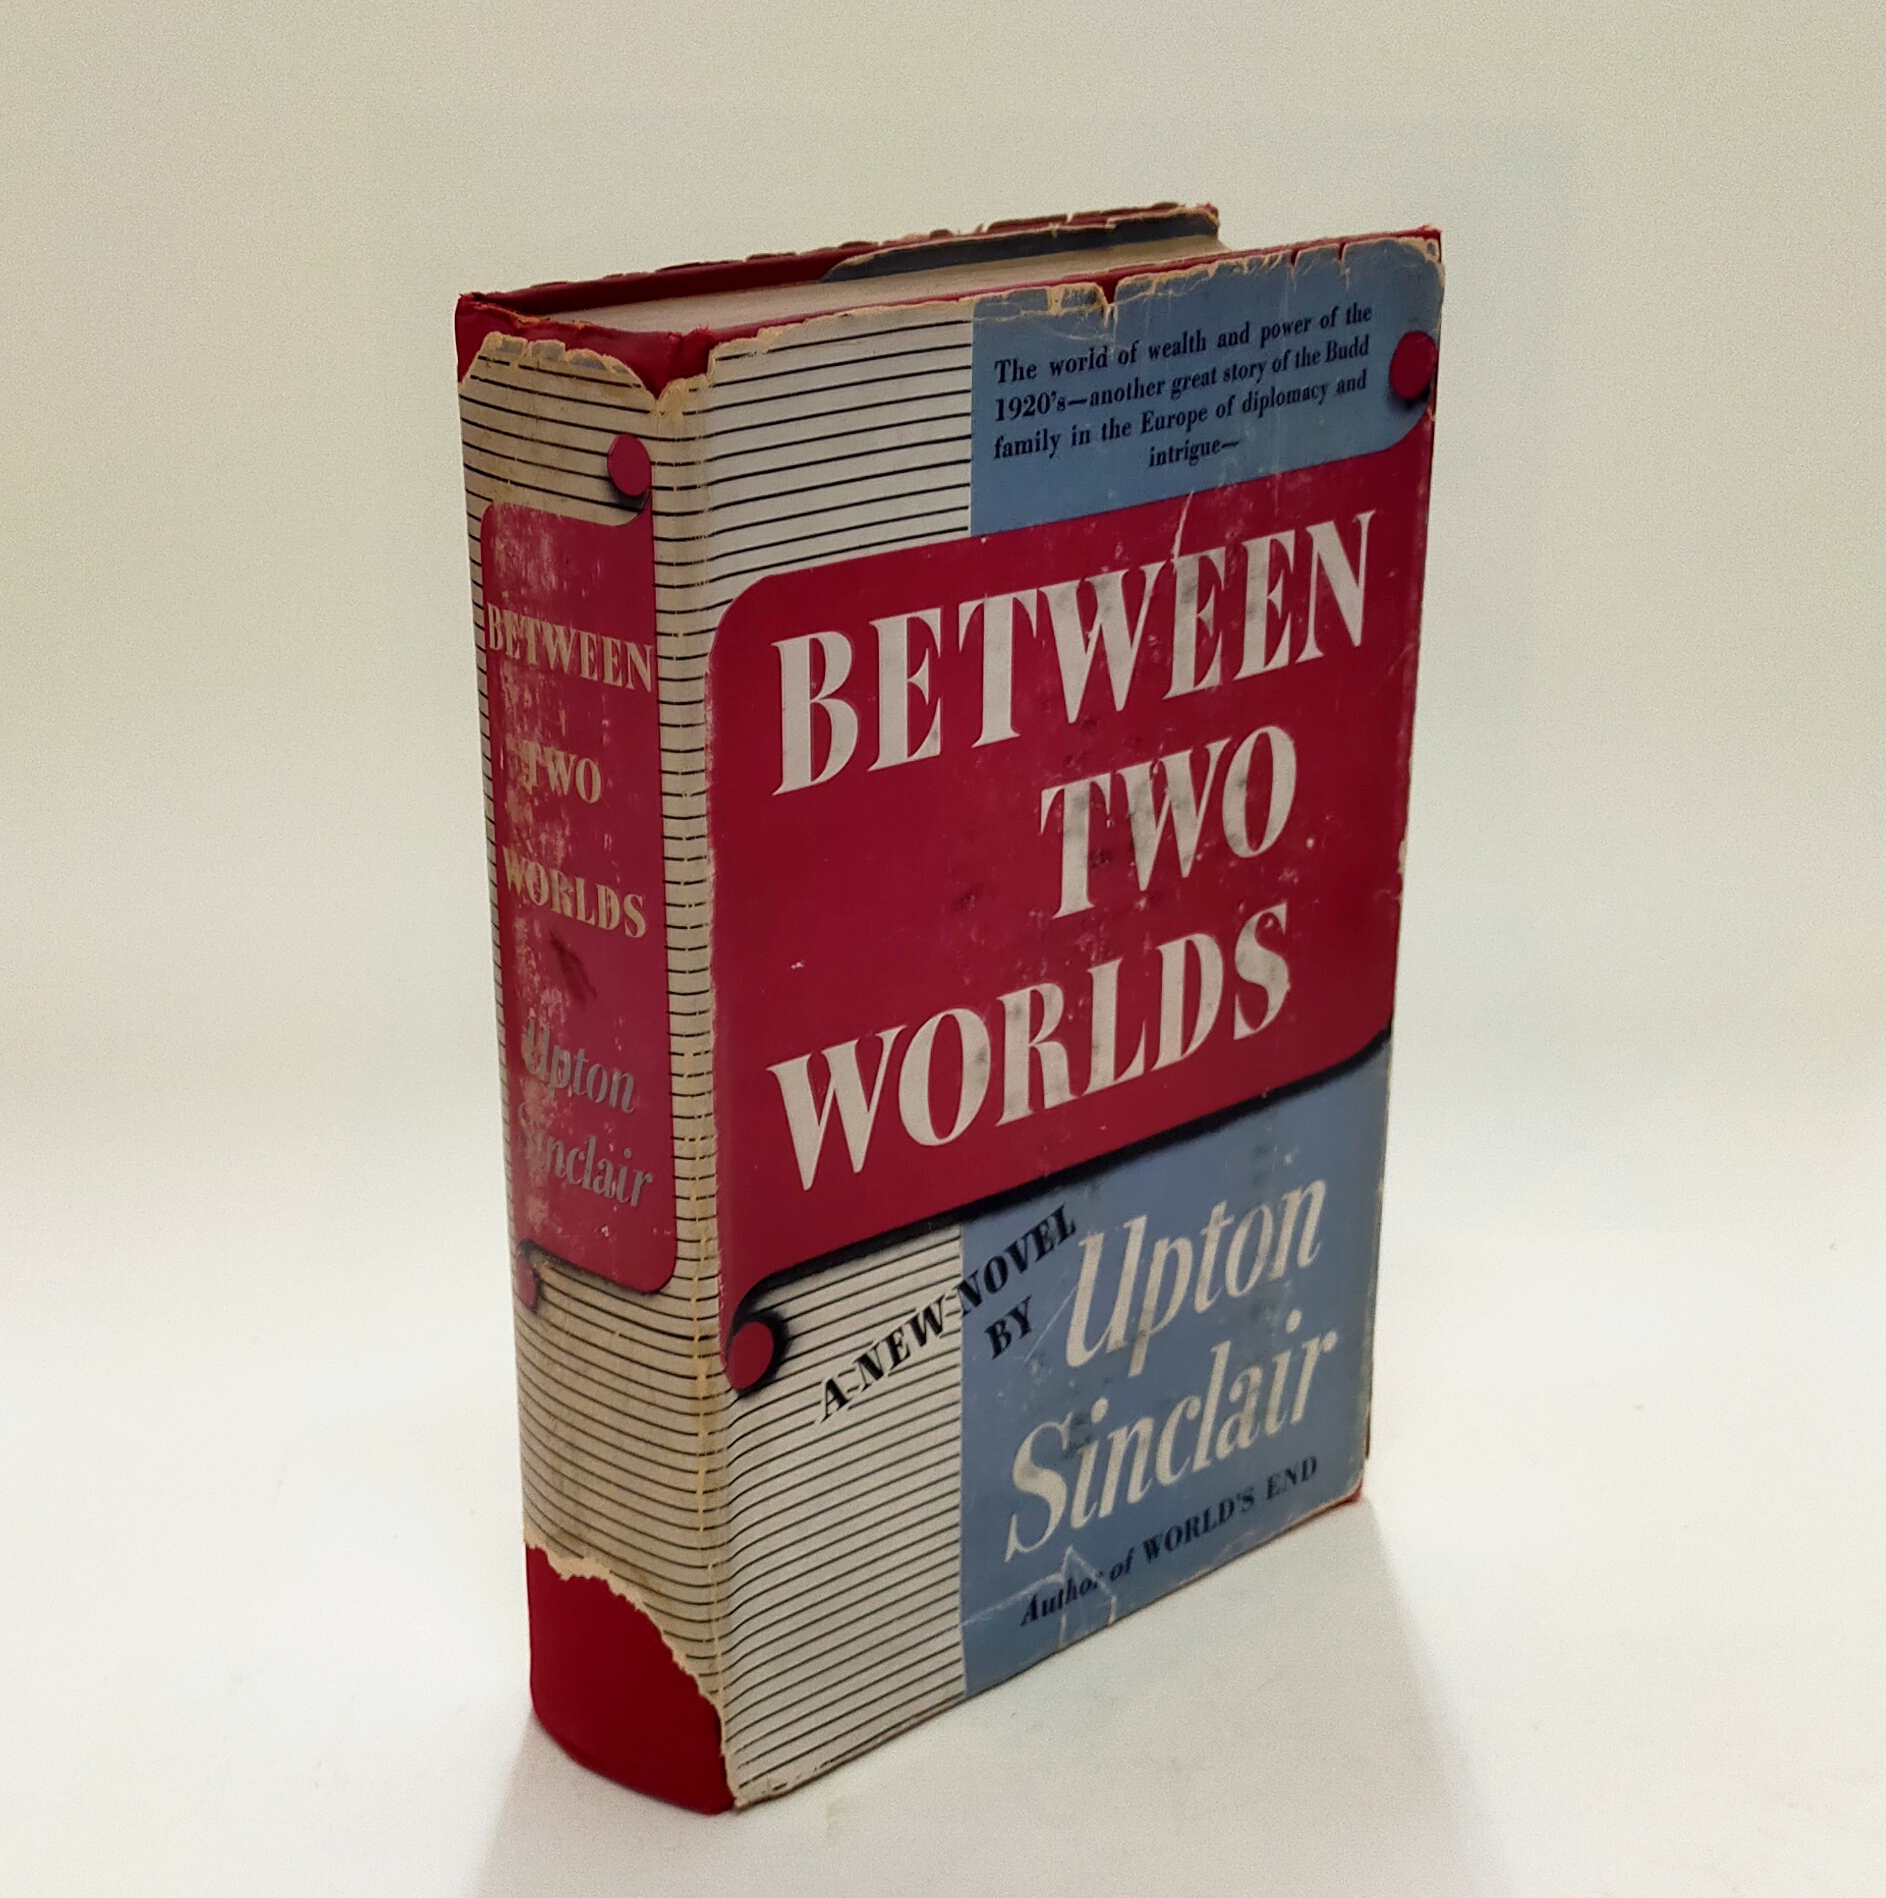 BETWEEN
TWO
WORLDS
Upton
Sinclair
The world of wealth and power of the
1920's—another great story of the Budd
family in the Europe of diplomacy and
intrigue—
BETWEEN
TWO
WORLDS
A NEW NOVEL
BY
Upton
Sinclair
Author of WORLD'S END